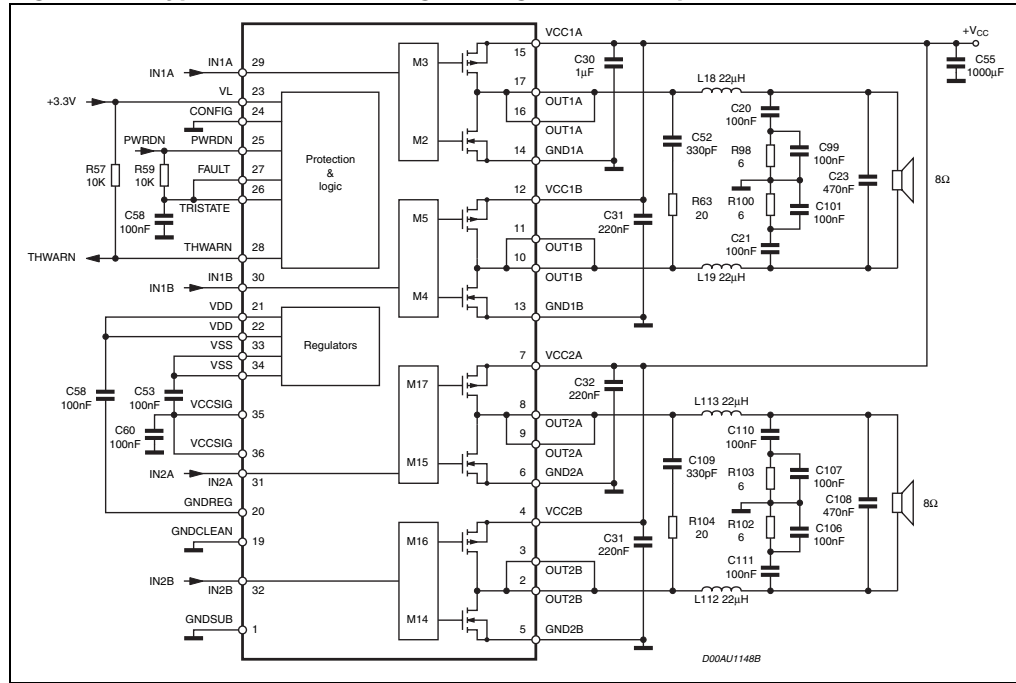 VCC1A
+VCC
15
C30
1µF
C55
1000µF
IN1A
IN1A
29
M3
17
L18 22µH
+3.3V
VL
23
OUT1A
C20
100nF
CONFIG
24
16
OUT1A
C52
330pF
C99
100nF
PWRDN
PWRDN
25
M2
14
GND1A
R98
6
R57
10K
R59
10K
FAULT
27
Protection
&
logic
C23
470nF
8Ω
26
12
VCC1B
R63
20
R100
6
C101
100nF
C58
100nF
TRISTATE
M5
C31
220nF
11
OUT1B
C21
100nF
THWARN
THWARN
28
10
OUT1B
L19 22µH
IN1B
IN1B
30
M4
13
GND1B
VDD
21
VDD
22
Regulators
VSS
33
7
VCC2A
VSS
34
C58
100nF
C53
100nF
M17
C32
220nF
L113 22µH
VCCSIG
35
8
OUT2A
C110
100nF
C60
100nF
9
OUT2A
VCCSIG
36
C109
330pF
R103
6
C107
100nF
IN2A
IN2A
31
M15
6
GND2A
C108
470nF
8Ω
GNDREG
20
4
VCC2B
R104
20
R102
6
C106
100nF
GNDCLEAN
19
M16
C31
220nF
3
OUT2B
C111
100nF
IN2B
IN2B
32
2
OUT2B
L112 22µH
GNDSUB
1
M14
5
GND2B
D00AU1148B